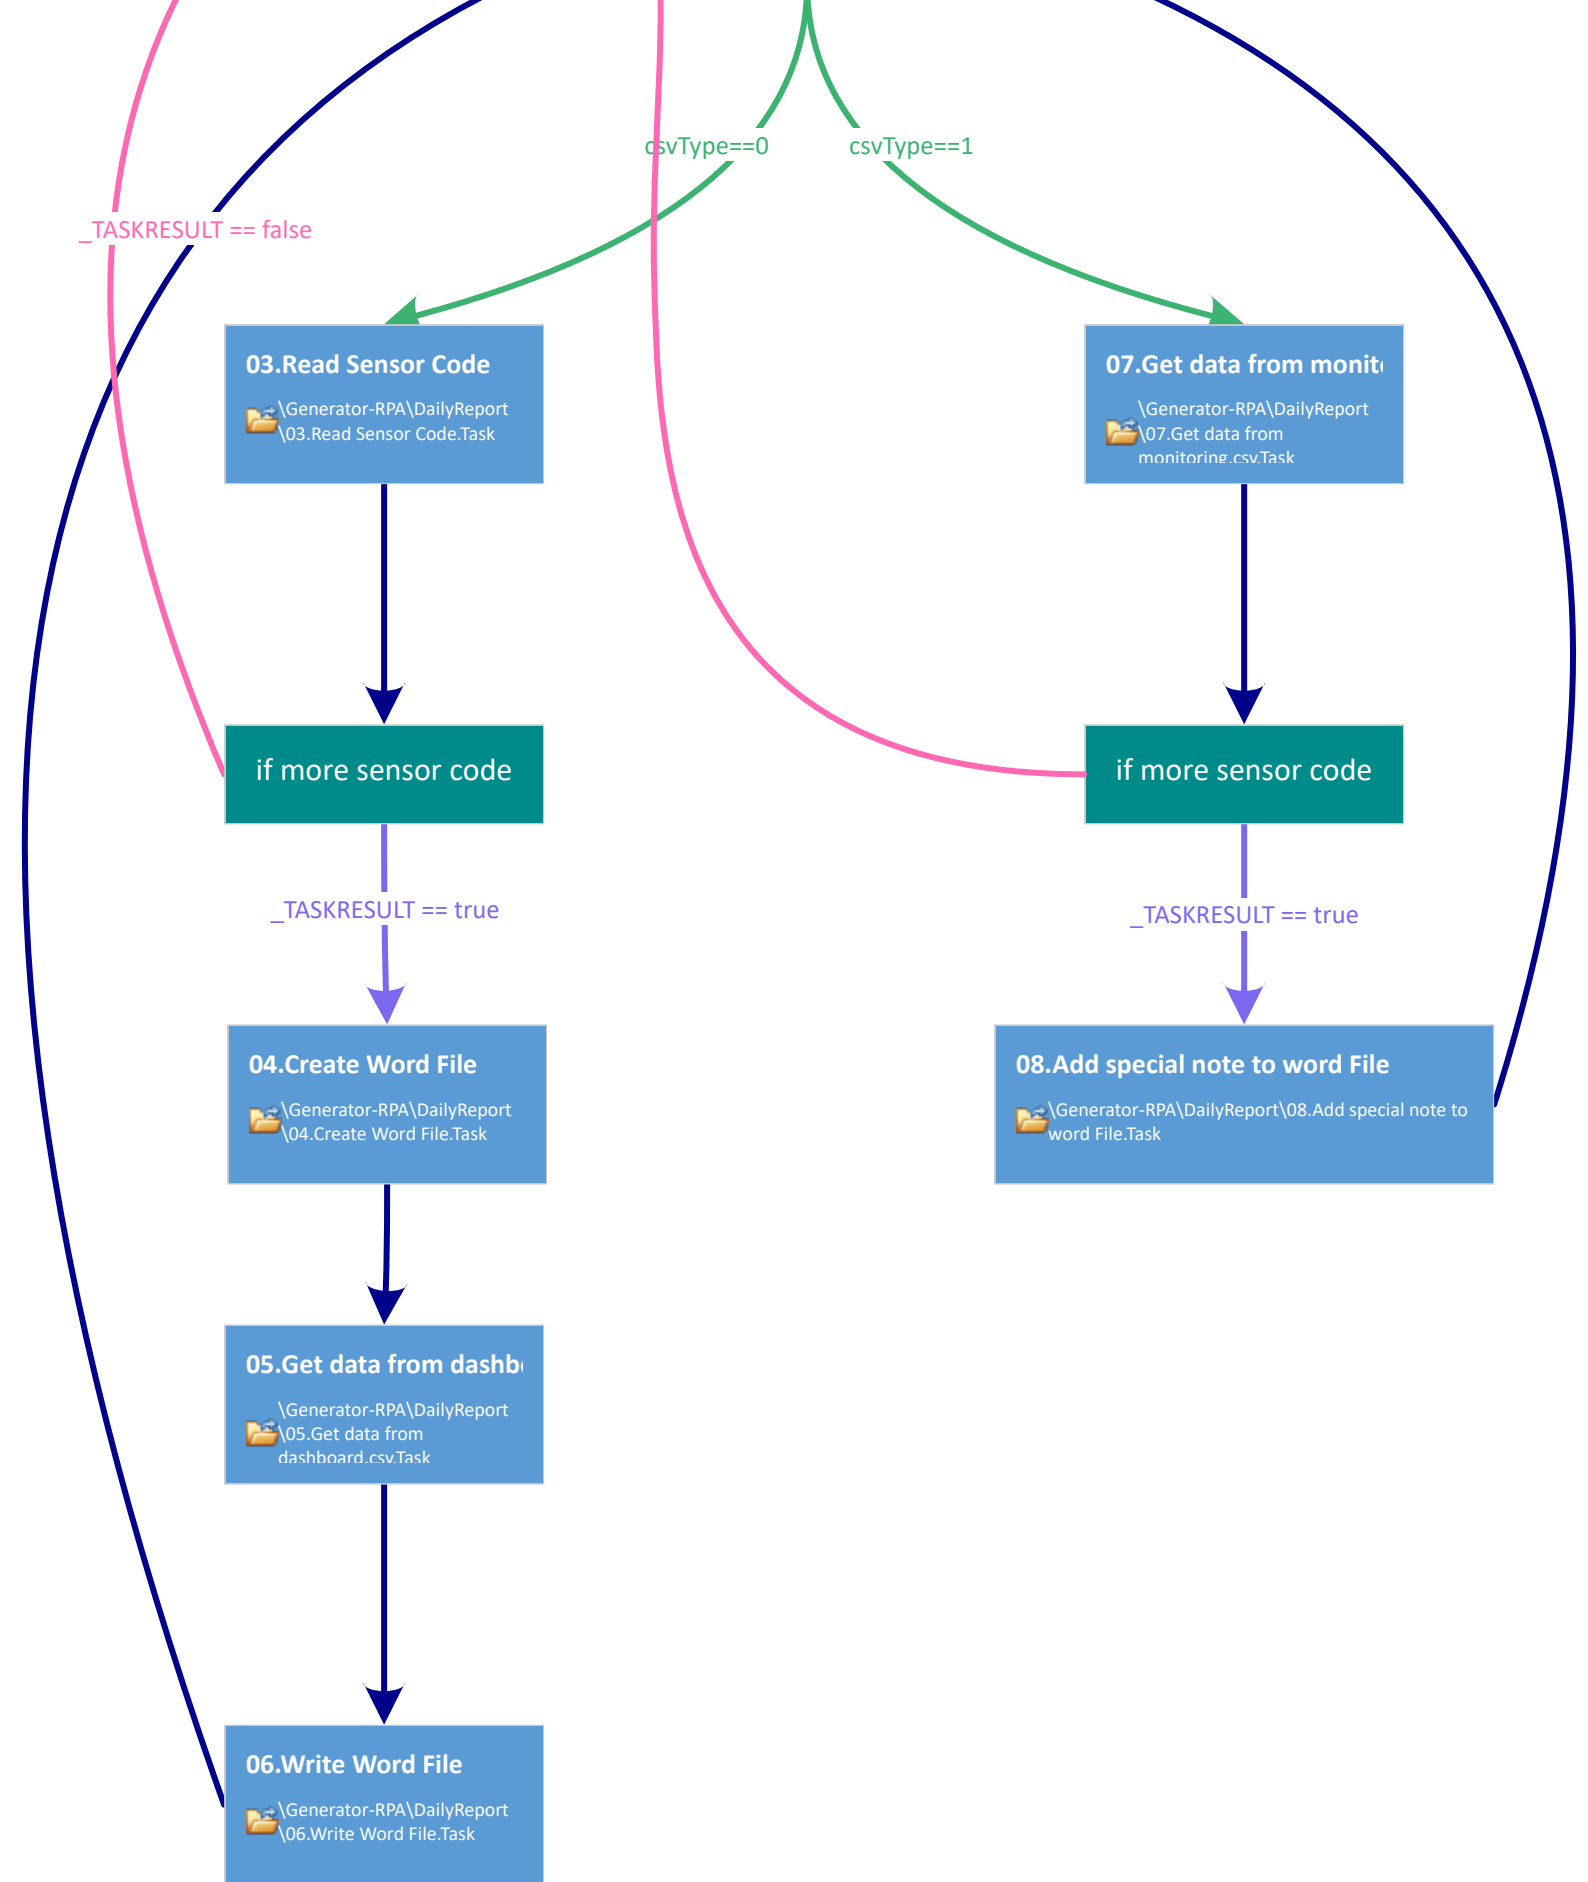 csvType==0
csvType==1
_TASKRESULT == false
03.Read Sensor Code
\Generator-RPA\DailyReport
\03.Read Sensor Code.Task
07.Get data from monit
\Generator-RPA\DailyReport
\07.Get data from
monitoring.csv.Task
if more sensor code
if more sensor code
_TASKRESULT == true
_TASKRESULT == true
04.Create Word File
\Generator-RPA\DailyReport
\04.Create Word File.Task
08.Add special note to word File
\Generator-RPA\DailyReport\08.Add special note to
word File.Task
05.Get data from dashb
\Generator-RPA\DailyReport
\05.Get data from
dashboard.csv.Task
06.Write Word File
\Generator-RPA\DailyReport
\06.Write Word File.Task